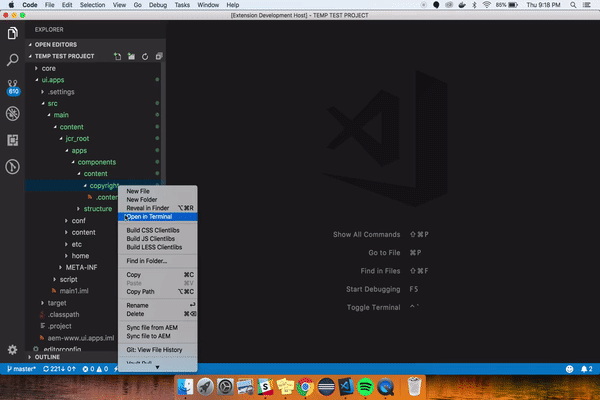 Code File Edit Selection View Go Debug Tasks Window Help 85% Thu 9:18 PM
[Extension Development Host] - TEMP TEST PROJECT
EXPLORER
OPEN EDITORS
TEMP TEST PROJECT
core
ui.apps
.settings
src
main
content
jcr_root
apps
components
content
copyright
.conten
structure
conf
content
etc
home
META-INF
script
main1.iml
target
.classpath
.project
aem-www.ui.apps.iml
.editorconfig
OUTLINE
610
New File
New Folder
Reveal in Finder ⌥⌘R
Open in Terminal
Build CSS Clientlibs
Build JS Clientlibs
Build LESS Clientlibs
Find in Folder...
Copy ⌘C
Paste ⌘V
Copy Path ⌥⌘C
Rename ⏎
Delete ⌘⌫
Sync file from AEM
Sync file to AEM
Git: View File History
Vault Pull
Show All Commands ⇧⌘P
Go to File ⌘P
Find in Files ⇧⌘F
Start Debugging F5
Toggle Terminal ⌃`
master* 221↓ 0↑ 0 0 2